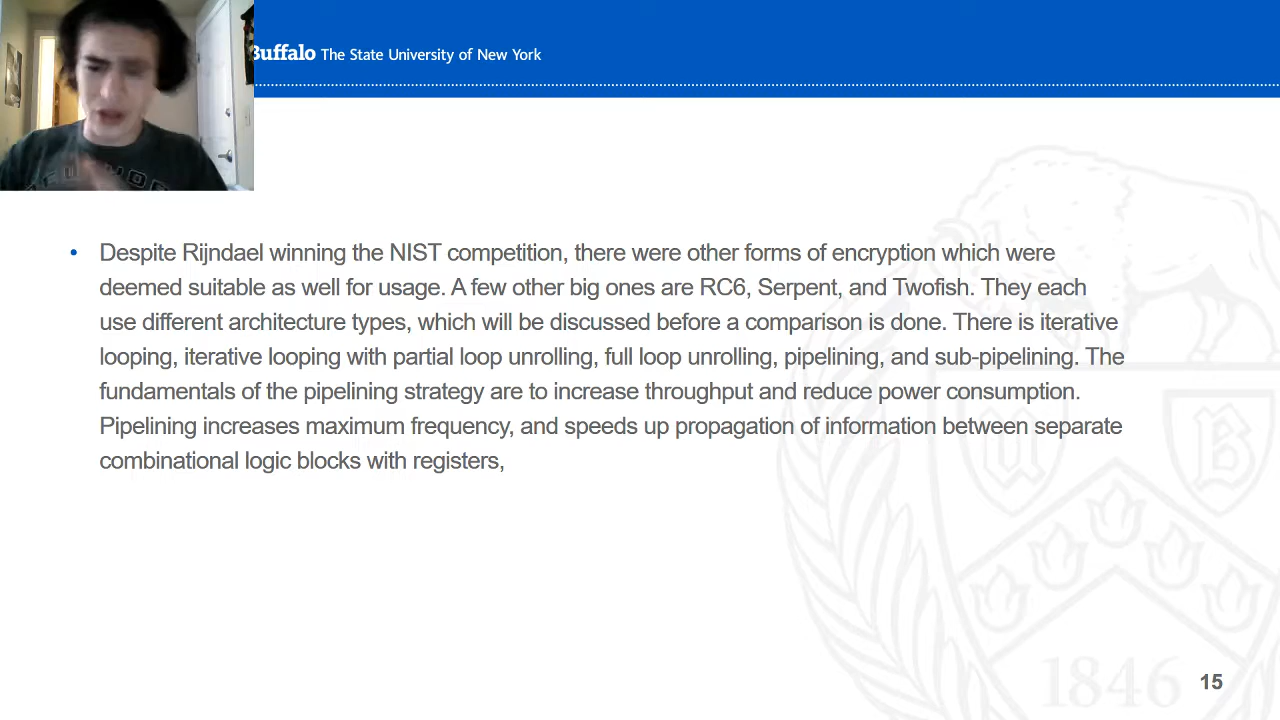 Buffalo The State University of New York
• Despite Rijndael winning the NIST competition, there were other forms of encryption which were
deemed suitable as well for usage. A few other big ones are RC6, Serpent, and Twofish. They each
use different architecture types, which will be discussed before a comparison is done. There is iterative
looping, iterative looping with partial loop unrolling, full loop unrolling, pipelining, and sub-pipelining. The
fundamentals of the pipelining strategy are to increase throughput and reduce power consumption.
Pipelining increases maximum frequency, and speeds up propagation of information between separate
combinational logic blocks with registers,
U B
1846
15